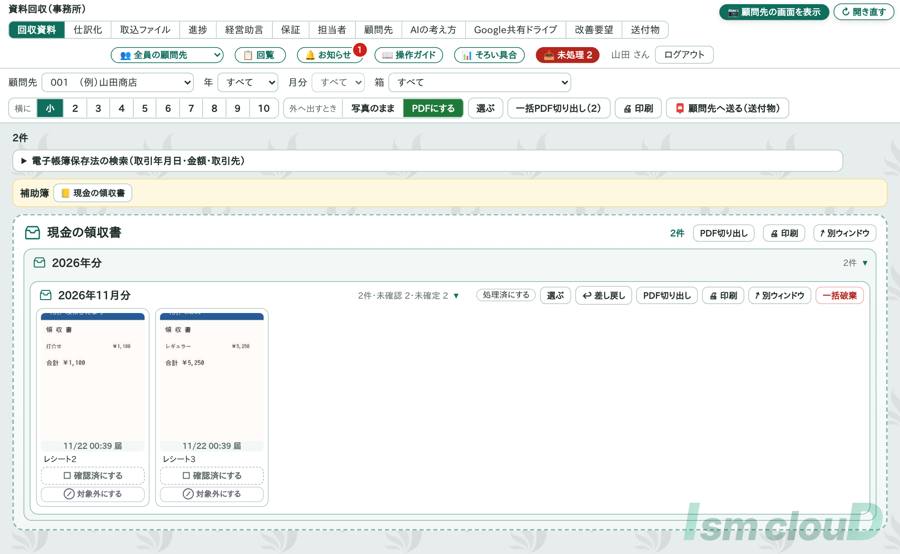 資料回収(事務所)
📷 顧問先の画面を表示 開き直す
回収資料 仕訳化 取込ファイル 進捗 経営助言 保証 担当者 顧問先 AIの考え方 Google共有ドライブ 改善要望 送付物
👥 全員の顧問先 📋 回覧 🔔 お知らせ 1 📖 操作ガイド 📊 そろい具合 📥 未処理 2 山田 さん ログアウト
顧問先 001 (例)山田商店 年 すべて 月分 すべて 箱 すべて
横に 小 2 3 4 5 6 7 8 9 10 外へ出すとき 写真のまま PDFにする 選ぶ 一括PDF切り出し(2) 🖨 印刷 📮 顧問先へ送る(送付物)
2件
▶ 電子帳簿保存法の検索(取引年月日・金額・取引先)
補助簿 📒 現金の領収書
現金の領収書 2件 PDF切り出し 🖨 印刷 別ウィンドウ
2026年分 2件 ▼
2026年11月分 2件・未確認 2・未確定 2 ▼ 処理済にする 選ぶ ↩ 差し戻し PDF切り出し 🖨 印刷 別ウィンドウ 一括破棄
領 収 書 領 収 書
打合せ ¥1,100 レギュラー ¥5,250
合計 ¥1,100 合計 ¥5,250
11/22 00:39 届 11/22 00:39 届
レシート2 レシート3
☐ 確認済にする ☐ 確認済にする
対象外にする 対象外にする
Ism clouD